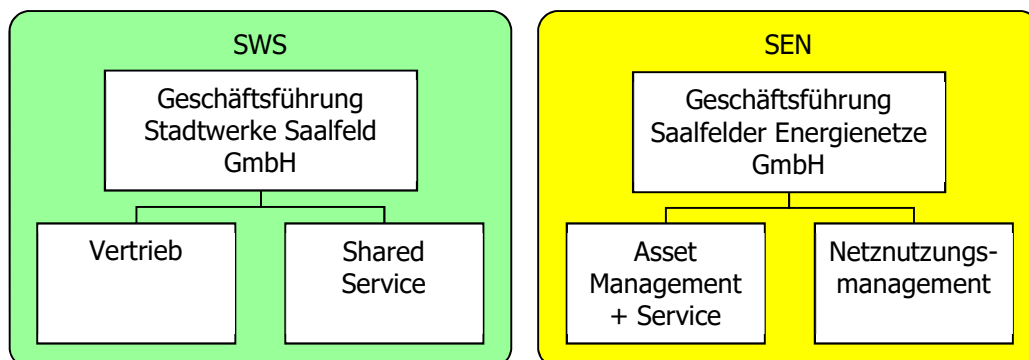 SWS
Geschäftsführung
Stadtwerke Saalfeld
GmbH
Vertrieb
Shared
Service
SEN
Geschäftsführung
Saalfelder Energienetze
GmbH
Asset
Management
+ Service
Netznutzungs-
management